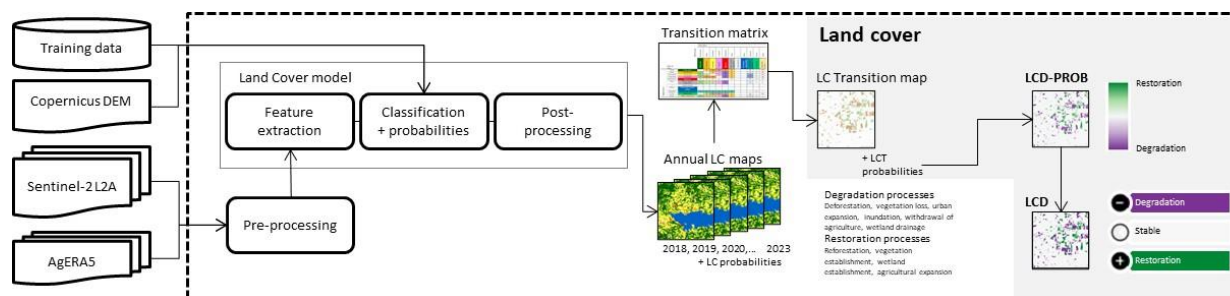 Training data
Copernicus DEM
Sentinel-2 L2A
AgERA5
Land Cover model
Feature
extraction
Classification
+ probabilities
Post-
processing
Pre-processing
Transition matrix
Annual LC maps
2018, 2019, 2020,... 2023
+ LC probabilities
Land cover
LC Transition map
+ LCT
probabilities
Degradation processes
Deforestation, vegetation loss, urban
expansion, inundation, withdrawal of
agriculture, wetland drainage
Restoration processes
Reforestation, vegetation
establishment, wetland
establishment, agricultural expansion
LCD-PROB
Restoration
Degradation
LCD
Degradation
Stable
Restoration